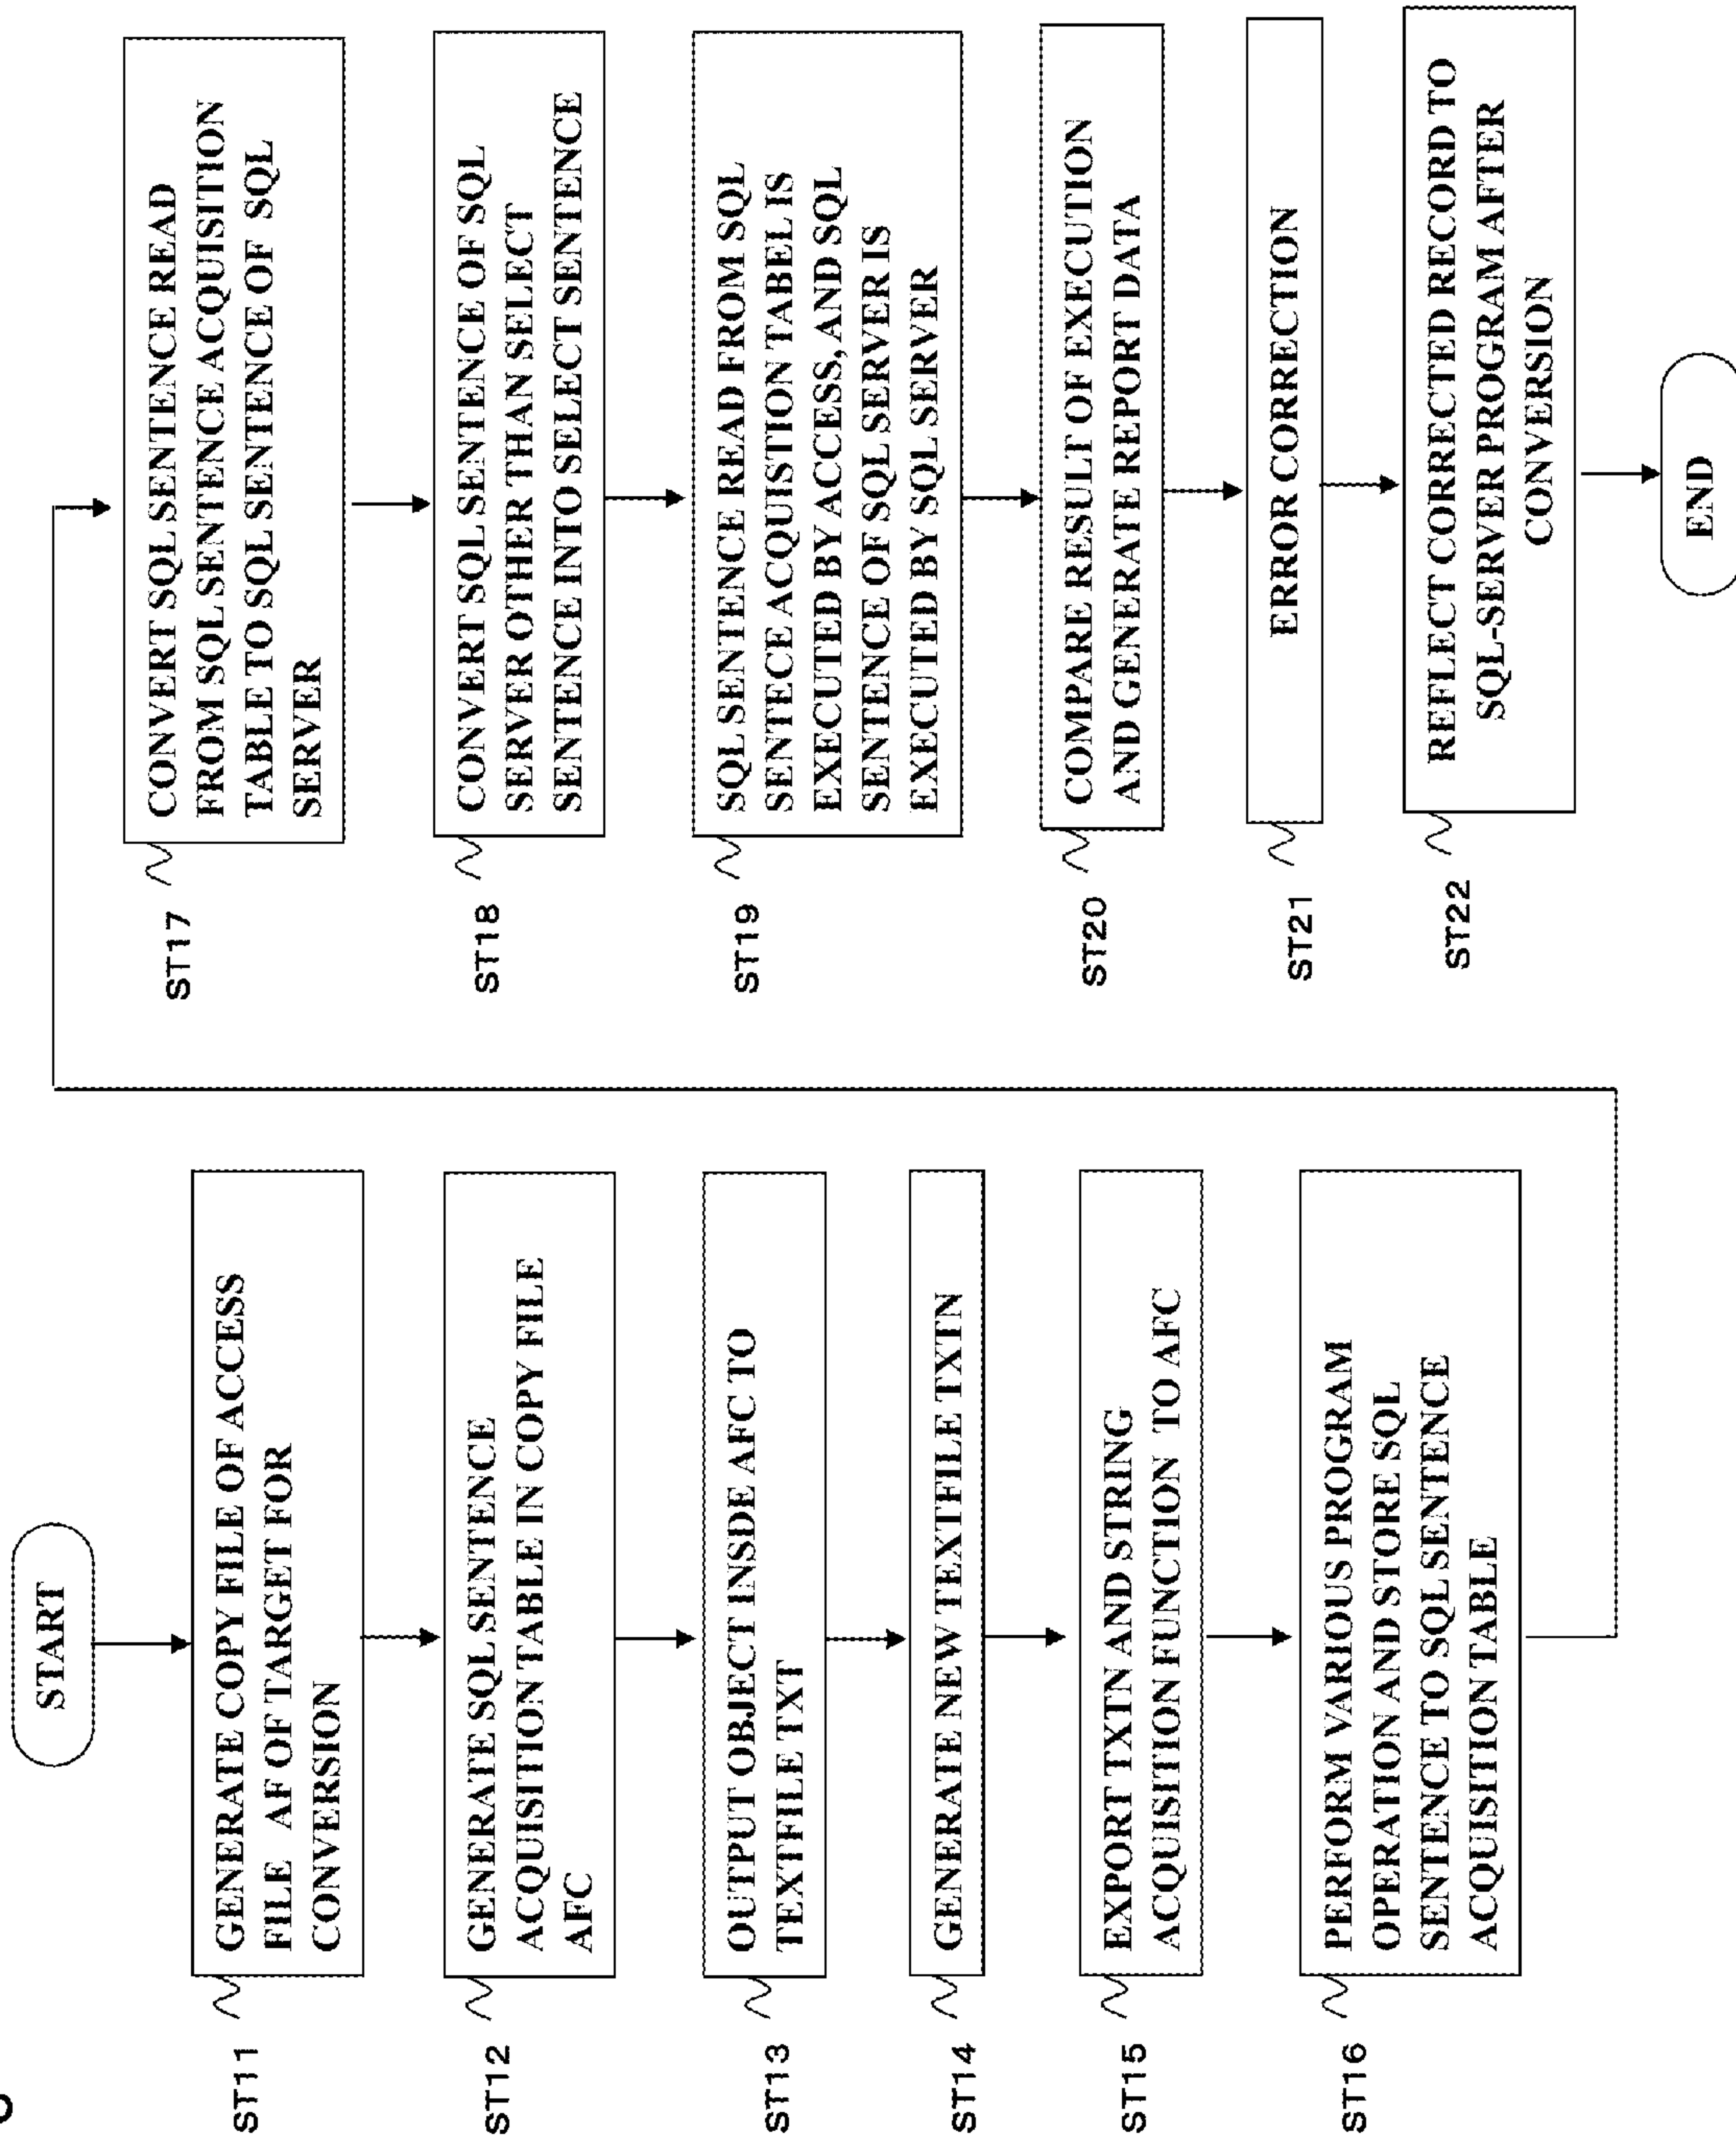 START
ST11
GENERATE COPY FILE OF ACCESS
FILE AF OF TARGET FOR
CONVERSION
ST12
GENERATE SQL SENTENCE
ACQUISITION TABLE IN COPY FILE
AFC
ST13
OUTPUT OBJECT INSDE AFC TO
TEXTFILE TXT
ST14
GENERATE NEW TEXTFILE TXTN
ST15
EXPORT TXTN AND STRING
ACQUISITION FUNCTION TO AFC
ST16
PERFORM VARIOUS PROGRAM
OPERATION AND STORE SQL
SENTENCE TO SQL SENTENCE
ACQUISITION TABLE
ST17
CONVERT SQL SENTENCE READ
FROM SQL SENTENCE ACQUISITION
TABLE TO SQL SENTENCE OF SQL
SERVER
ST18
CONVERT SQL SENTENCE OF SQL
SERVER OTHER THAN SELECT
SENTENCE INTO SELECT SENTENCE
ST19
SQL SENTENCE READ FROM SQL
SENTECE ACQUISTION TABEL IS
EXECUTED BY ACCESS, AND SQL
SENTENCE OF SQL SERVER IS
EXECUTED BY SQL SERVER
ST20
COMPARE RESULT OF EXECUTION
AND GENERATE REPORT DATA
ST21
ERROR CORRECTION
ST22
REFLECT CORRECTED RECORD TO
SQL-SERVER PROGRAM AFTER
CONVERSION
END